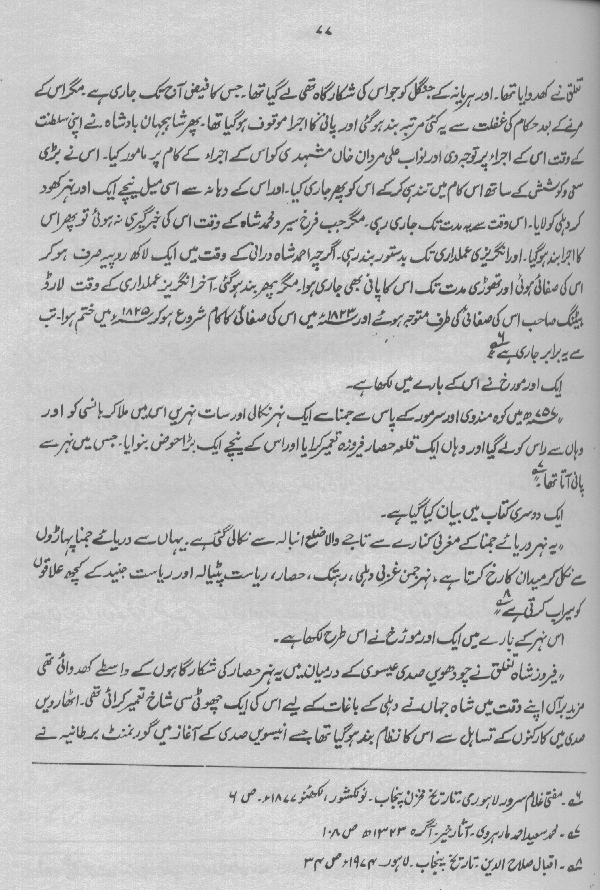 ۷۷
تغلق نے کھدوایا تھا۔ اور ہریانہ کے جنگل کو جو اس کی شکار گاہ تھی لے گیا تھا۔ جس کا فیض آج تک جاری ہے مگر اس کے
مرنے کے بعد حکام کی غفلت سے یہ کئی مرتبہ بند ہو گئی اور پانی کا اجرا موقوف ہو گیا تھا۔ پھر شاہجہان بادشاہ نے اپنی سلطنت
کے وقت اس کے اجراء پر توجہ دی اور نواب علی مردان خاں مشہدی کو اس کے اجراء کے کام پر مامور کیا۔ اس نے بڑی
سعی و کوشش کے ساتھ اس کام میں تندہی کر کے اس کو پھر جاری کیا۔ اور اس کے دہانہ سے اسی میل نیچے ایک اور نہر کھود
کر دہلی کو لایا۔ اس وقت سے یہ مدت تک جاری رہی۔ مگر جب فرخ سیر و محمد شاہ کے وقت اس کی خبر گیری نہ ہوئی تو پھر اس
کا اجرا بند ہو گیا۔ اور انگریزی عملداری تک بدستور بند رہی۔ اگرچہ احمد شاہ درانی کے وقت میں ایک لاکھ روپیہ صرف ہو کر
اس کی صفائی ہوئی اور تھوڑی مدت تک اس کا پانی بھی جاری ہوا۔ مگر پھر بند ہو گئی۔ آخر انگریز عملداری کے وقت لارڈ
ہیٹنگ صاحب اس کی صفائی کی طرف متوجہ ہوئے اور ۱۸۲۳ء میں اس کی صفائی کا کام شروع ہو کر ۱۸۲۵ء میں ختم ہوا۔ تب
سے یہ برابر جاری ہے ۶؎
ایک اور مورخ نے اس کے بارے میں لکھا ہے۔
"۷۵۷ھ میں کوہ مندوی اور سرمور کے پاس سے جمنا سے ایک نہر نکالی اور سات نہریں اس میں ملا کر ہانسی کو اور
وہاں سے راس کو لے گیا اور وہاں ایک قلعہ حصار فیروزہ تعمیر کرایا اور اس کے نیچے ایک بڑا حوض بنوایا۔ جس میں نہر سے
پانی آتا تھا۔ ۷؎
ایک دوسری کتاب میں بیان کیا گیا ہے۔
"یہ نہر دریائے جمنا کے مغربی کنارے سے تاجے والا ضلع انبالہ سے نکالی گئی ہے۔ یہاں سے دریائے جمنا پہاڑوں
سے نکل کر میدان کا رخ کرتا ہے، نہر جمن غربی دہلی، رہتک، حصار، ریاست پٹیالہ اور ریاست جنید کے کچھ علاقوں
کو سیراب کرتی ہے ۸؎
اس نہر کے بارے میں ایک اور مؤرخ نے اس طرح لکھا ہے۔
"فیروز شاہ تغلق نے چودھویں صدی عیسوی کے درمیان میں یہ نہر حصار کی شکار گاہوں کے واسطے کھدوائی تھی
مزید برآں اپنے وقت میں شاہ جہاں نے دہلی کے باغات کے لیے اس کی ایک چھوٹی سی شاخ تعمیر کرائی تھی۔ اٹھارویں
صدی میں کارکنوں کے تساہل سے اس کا نظام بند ہو گیا تھا جسے انیسویں صدی کے آغاز میں گورنمنٹ برطانیہ نے
۶؎۔ مفتی غلام سرور لاہوری۔ تاریخ مخزن پنجاب۔ نولکشور، لکھنؤ ۱۸۷۷ء۔ ص ۶
۷؎۔ محمد سعید احمد مارہروی۔ آثار خیر۔ آگرہ ۱۳۲۳ھ ص ۱۰۸
۸؎۔ اقبال صلاح الدین۔ تاریخ پنجاب۔ لاہور۔ ۱۹۷۴ء ص ۳۴